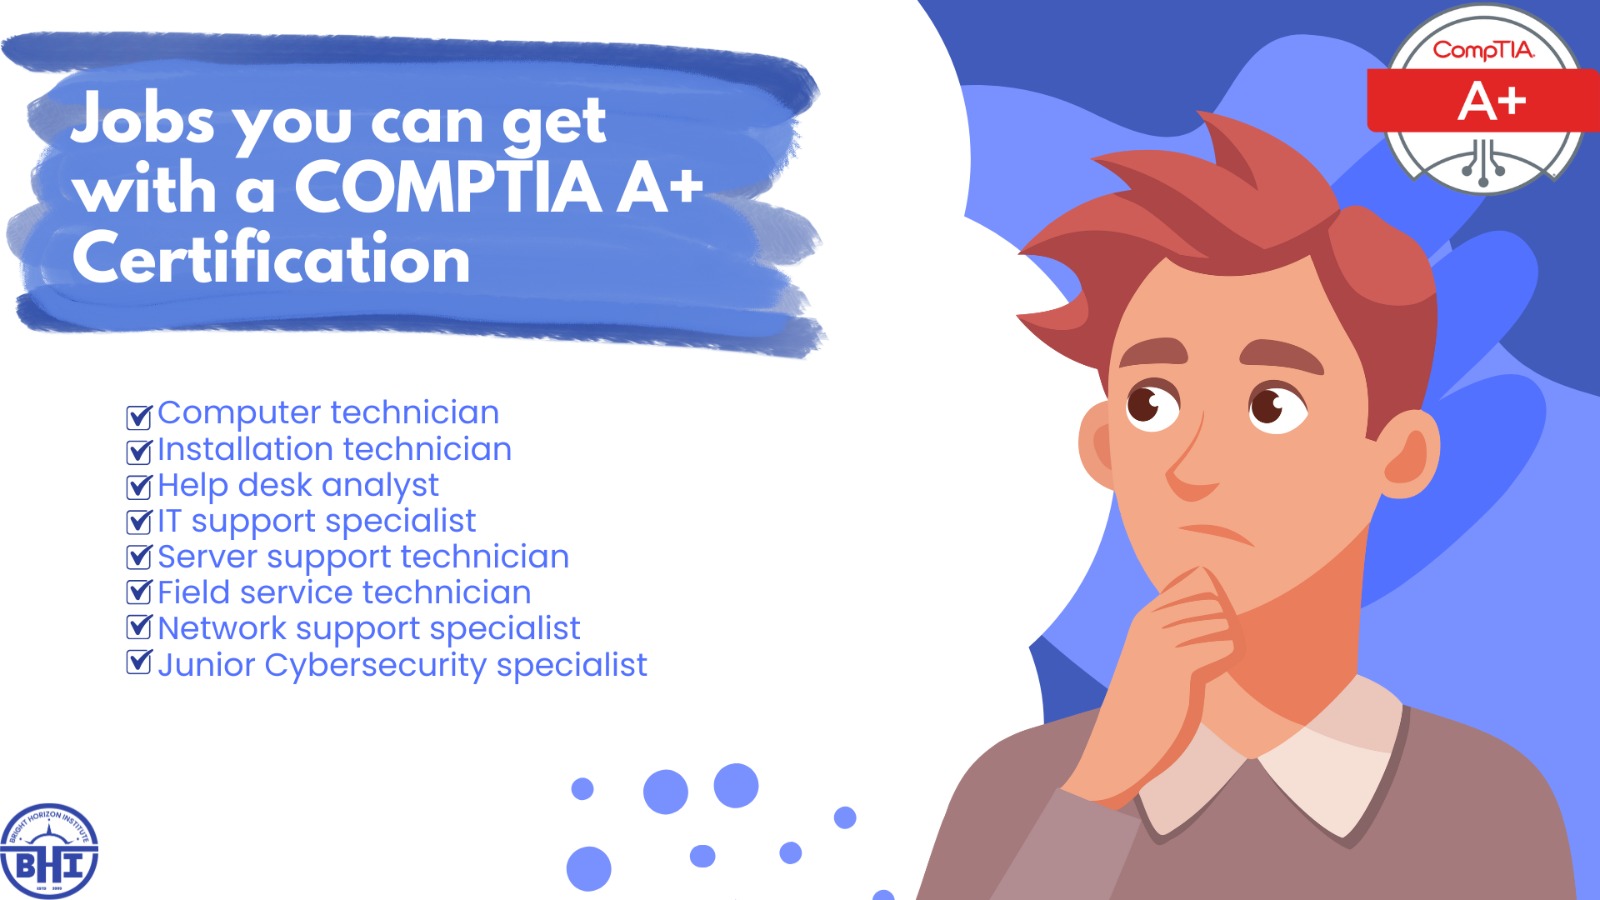 Jobs you can get
with a COMPTIA A+
Certification
CompTIA.
A+
Computer technician
Installation technician
Help desk analyst
IT support specialist
Server support technician
Field service technician
Network support specialist
Junior Cybersecurity specialist
BRIGHT HORIZON INSTITUTE
BHI